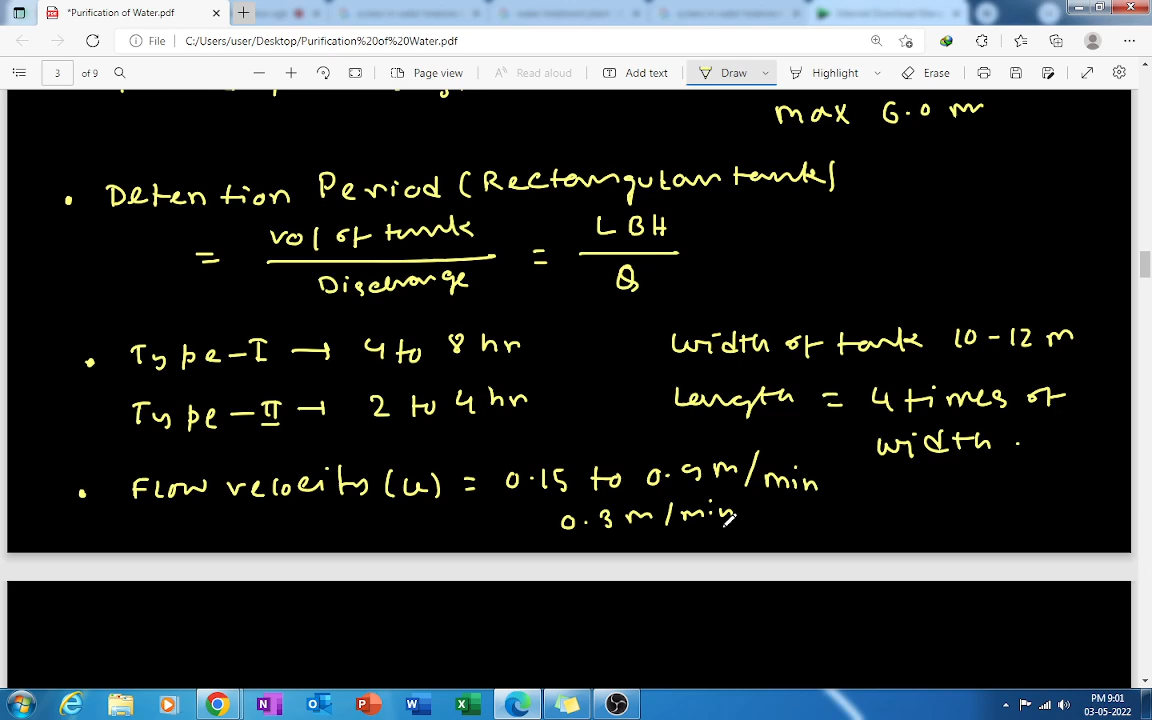 *Purification of Water.pdf
File C:/Users/user/Desktop/Purification%20of%20Water.pdf
3 of 9 Page view Read aloud Add text Draw Highlight Erase
max 6.0 m
• Detention Period (Rectangular tank)
= vol of tank / Discharge = LBH / Q
• Type-I → 4 to 8 hr
Type-II → 2 to 4 hr
width of tank 10-12 m
Length = 4 times of
width.
• Flow velocity (u) = 0.15 to 0.9 m/min
0.3 m/min
PM 9:01
03-05-2022